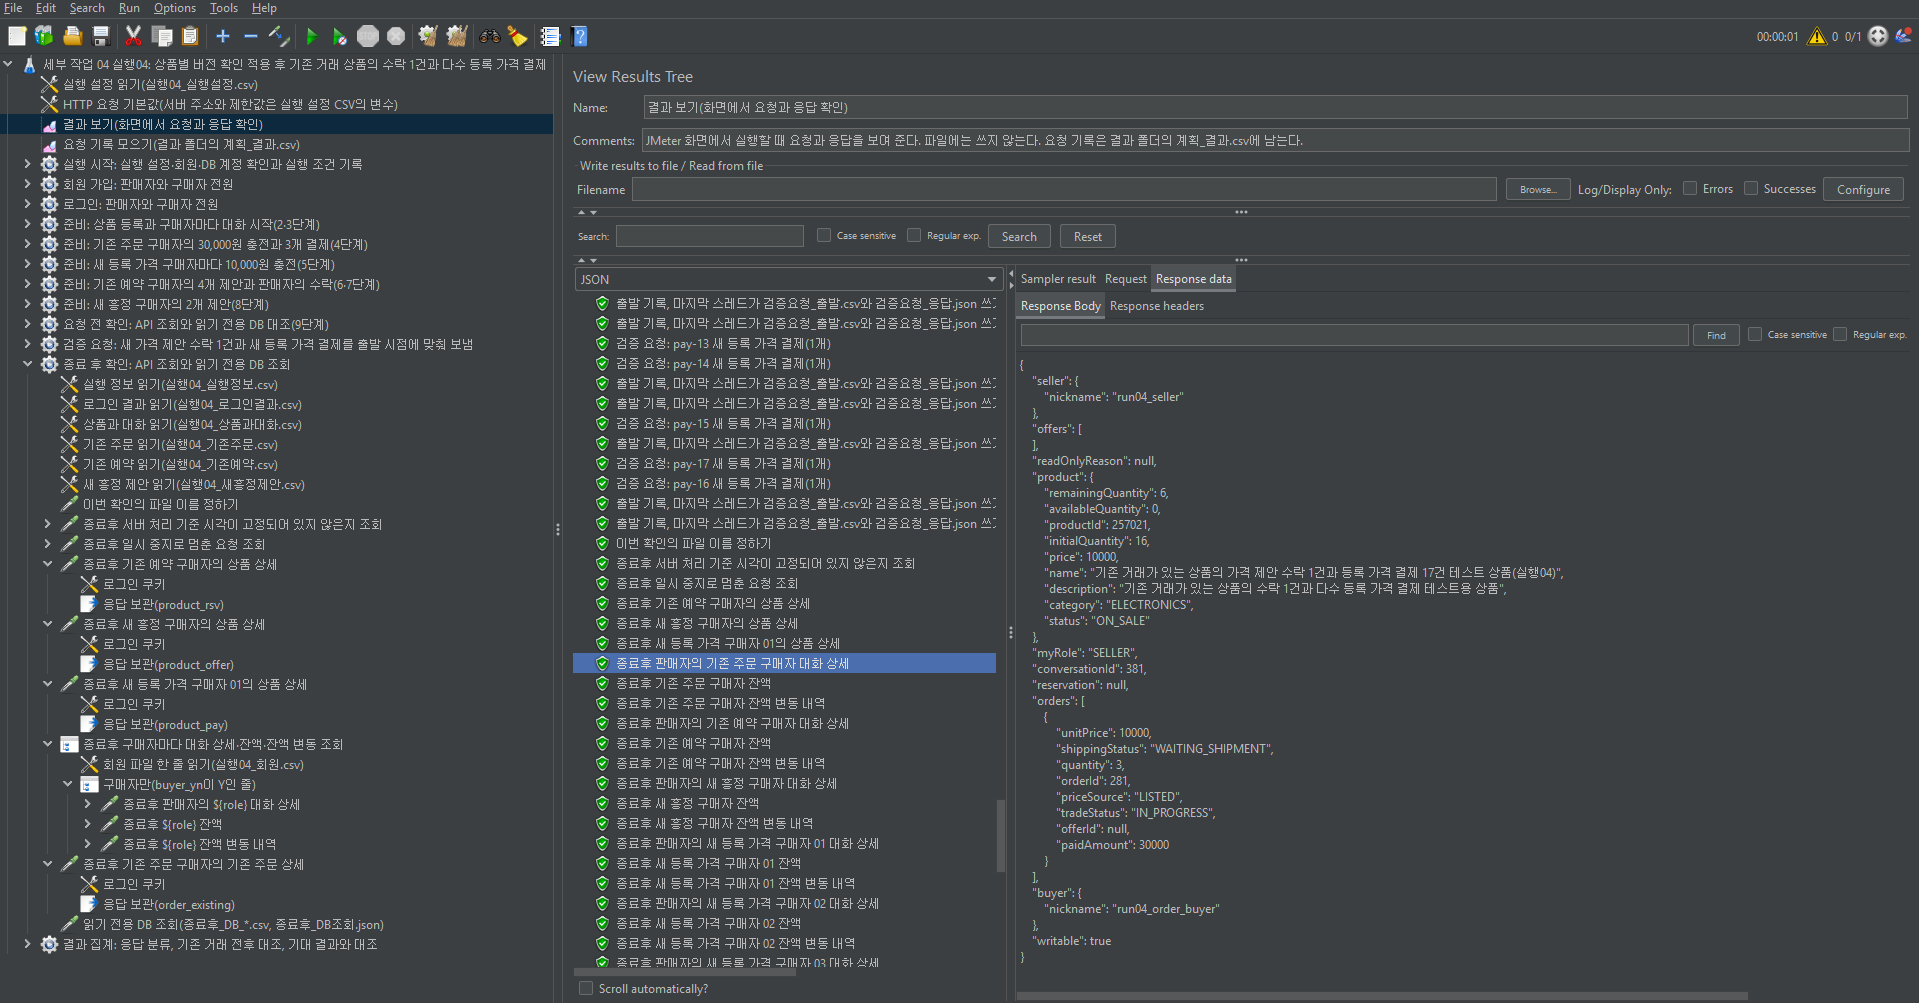 File Edit Search Run Options Tools Help
00:00:01 0 0/1
세부 작업 04 실행04: 상품별 버전 확인 적용 후 기존 거래 상품의 수락 1건과 다수 등록 가격 결제
실행 설정 읽기(실행04_실행설정.csv)
HTTP 요청 기본값(서버 주소와 제한값은 실행 설정 CSV의 변수)
결과 보기(화면에서 요청과 응답 확인)
요청 기록 모으기(결과 폴더의 계획_결과.csv)
실행 시작: 실행 설정·회원·DB 계정 확인과 실행 조건 기록
회원 가입: 판매자와 구매자 전원
로그인: 판매자와 구매자 전원
준비: 상품 등록과 구매자마다 대화 시작(2·3단계)
준비: 기존 주문 구매자의 30,000원 충전과 3개 결제(4단계)
준비: 새 등록 가격 구매자마다 10,000원 충전(5단계)
준비: 기존 예약 구매자의 4개 제안과 판매자의 수락(6·7단계)
준비: 새 흥정 구매자의 2개 제안(8단계)
요청 전 확인: API 조회와 읽기 전용 DB 대조(9단계)
검증 요청: 새 가격 제안 수락 1건과 새 등록 가격 결제를 출발 시점에 맞춰 보냄
종료 후 확인: API 조회와 읽기 전용 DB 조회
실행 정보 읽기(실행04_실행정보.csv)
로그인 결과 읽기(실행04_로그인결과.csv)
상품과 대화 읽기(실행04_상품과대화.csv)
기존 주문 읽기(실행04_기존주문.csv)
기존 예약 읽기(실행04_기존예약.csv)
새 흥정 제안 읽기(실행04_새흥정제안.csv)
이번 확인의 파일 이름 정하기
종료후 서버 처리 기준 시각이 고정되어 있지 않은지 조회
종료후 일시 중지로 멈춘 요청 조회
종료후 기존 예약 구매자의 상품 상세
로그인 쿠키
응답 보관(product_rsv)
종료후 새 흥정 구매자의 상품 상세
로그인 쿠키
응답 보관(product_offer)
종료후 새 등록 가격 구매자 01의 상품 상세
로그인 쿠키
응답 보관(product_pay)
종료후 구매자마다 대화 상세·잔액·잔액 변동 조회
회원 파일 한 줄 읽기(실행04_회원.csv)
구매자만(buyer_yn이 Y인 줄)
종료후 판매자의 ${role} 대화 상세
종료후 ${role} 잔액
종료후 ${role} 잔액 변동 내역
종료후 기존 주문 구매자의 기존 주문 상세
로그인 쿠키
응답 보관(order_existing)
읽기 전용 DB 조회(종료후_DB_*.csv, 종료후_DB조회.json)
결과 집계: 응답 분류, 기존 거래 전후 대조, 기대 결과와 대조
View Results Tree
Name: 결과 보기(화면에서 요청과 응답 확인)
Comments: JMeter 화면에서 실행할 때 요청과 응답을 보여 준다. 파일에는 쓰지 않는다. 요청 기록은 결과 폴더의 계획_결과.csv에 남는다.
Write results to file / Read from file
Filename Browse... Log/Display Only: Errors Successes Configure
Search: Case sensitive Regular exp. Search Reset
JSON
출발 기록, 마지막 스레드가 검증요청_출발.csv와 검증요청_응답.json 쓰
출발 기록, 마지막 스레드가 검증요청_출발.csv와 검증요청_응답.json 쓰
검증 요청: pay-13 새 등록 가격 결제(1개)
검증 요청: pay-14 새 등록 가격 결제(1개)
출발 기록, 마지막 스레드가 검증요청_출발.csv와 검증요청_응답.json 쓰
출발 기록, 마지막 스레드가 검증요청_출발.csv와 검증요청_응답.json 쓰
검증 요청: pay-15 새 등록 가격 결제(1개)
출발 기록, 마지막 스레드가 검증요청_출발.csv와 검증요청_응답.json 쓰
검증 요청: pay-17 새 등록 가격 결제(1개)
검증 요청: pay-16 새 등록 가격 결제(1개)
출발 기록, 마지막 스레드가 검증요청_출발.csv와 검증요청_응답.json 쓰
출발 기록, 마지막 스레드가 검증요청_출발.csv와 검증요청_응답.json 쓰
이번 확인의 파일 이름 정하기
종료후 서버 처리 기준 시각이 고정되어 있지 않은지 조회
종료후 일시 중지로 멈춘 요청 조회
종료후 기존 예약 구매자의 상품 상세
종료후 새 흥정 구매자의 상품 상세
종료후 새 등록 가격 구매자 01의 상품 상세
종료후 판매자의 기존 주문 구매자 대화 상세
종료후 기존 주문 구매자 잔액
종료후 기존 주문 구매자 잔액 변동 내역
종료후 판매자의 기존 예약 구매자 대화 상세
종료후 기존 예약 구매자 잔액
종료후 기존 예약 구매자 잔액 변동 내역
종료후 판매자의 새 흥정 구매자 대화 상세
종료후 새 흥정 구매자 잔액
종료후 새 흥정 구매자 잔액 변동 내역
종료후 판매자의 새 등록 가격 구매자 01 대화 상세
종료후 새 등록 가격 구매자 01 잔액
종료후 새 등록 가격 구매자 01 잔액 변동 내역
종료후 판매자의 새 등록 가격 구매자 02 대화 상세
종료후 새 등록 가격 구매자 02 잔액
종료후 새 등록 가격 구매자 02 잔액 변동 내역
종료후 판매자의 새 등록 가격 구매자 03 대화 상세
Scroll automatically?
Sampler result Request Response data
Response Body Response headers
Find Case sensitive Regular exp.
{
"seller": {
"nickname": "run04_seller"
},
"offers": [
],
"readOnlyReason": null,
"product": {
"remainingQuantity": 6,
"availableQuantity": 0,
"productId": 257021,
"initialQuantity": 16,
"price": 10000,
"name": "기존 거래가 있는 상품의 가격 제안 수락 1건과 등록 가격 결제 17건 테스트 상품(실행04)",
"description": "기존 거래가 있는 상품의 수락 1건과 다수 등록 가격 결제 테스트용 상품",
"category": "ELECTRONICS",
"status": "ON_SALE"
},
"myRole": "SELLER",
"conversationId": 381,
"reservation": null,
"orders": [
{
"unitPrice": 10000,
"shippingStatus": "WAITING_SHIPMENT",
"quantity": 3,
"orderId": 281,
"priceSource": "LISTED",
"tradeStatus": "IN_PROGRESS",
"offerId": null,
"paidAmount": 30000
}
],
"buyer": {
"nickname": "run04_order_buyer"
},
"writable": true
}